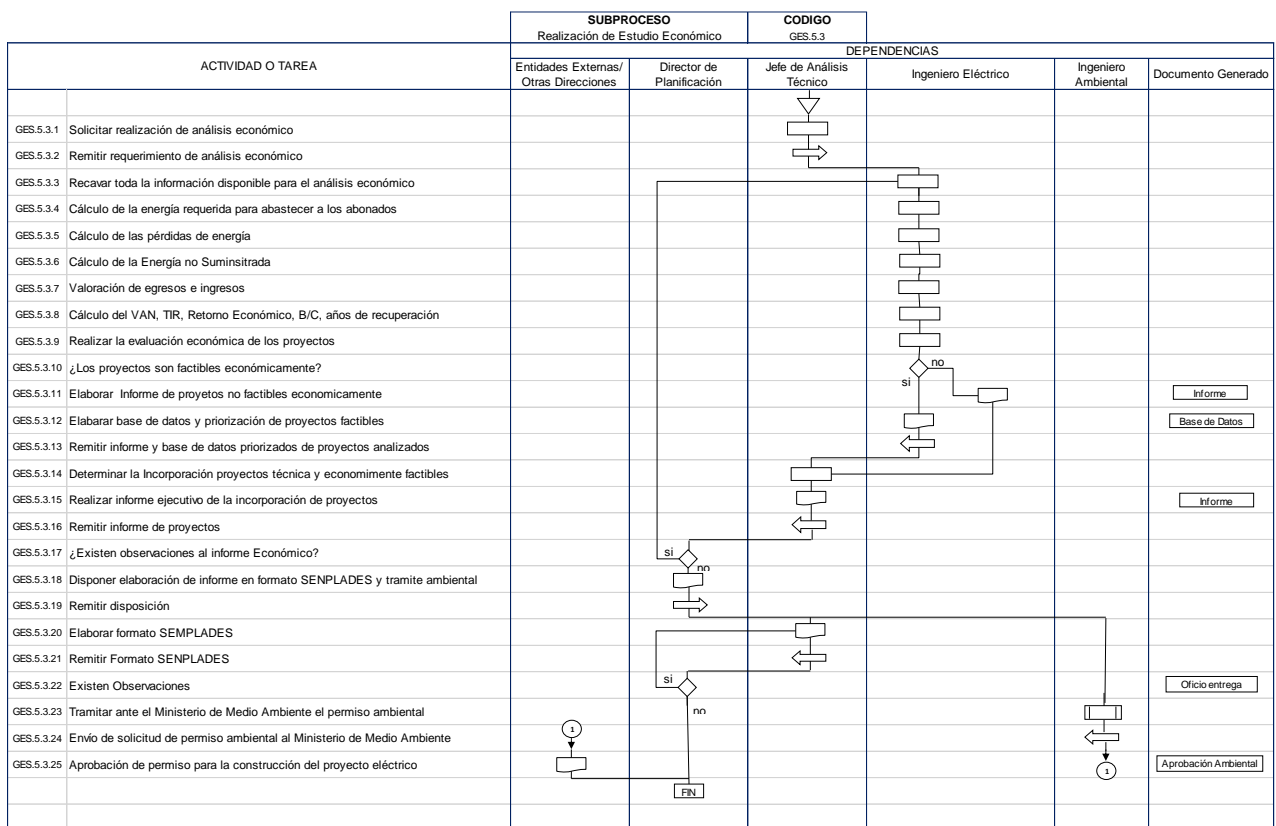 SUBPROCESO CODIGO
Realización de Estudio Económico GES.5.3
DEPENDENCIAS
ACTIVIDAD O TAREA
Entidades Externas/ Otras Direcciones
Director de Planificación
Jefe de Análisis Técnico
Ingeniero Eléctrico
Ingeniero Ambiental
Documento Generado
GES.5.3.1 Solicitar realización de análisis económico
GES.5.3.2 Remitir requerimiento de análisis económico
GES.5.3.3 Recavar toda la información disponible para el análisis económico
GES.5.3.4 Cálculo de la energía requerida para abastecer a los abonados
GES.5.3.5 Cálculo de las pérdidas de energía
GES.5.3.6 Cálculo de la Energía no Suminsitrada
GES.5.3.7 Valoración de egresos e ingresos
GES.5.3.8 Cálculo del VAN, TIR, Retorno Económico, B/C, años de recuperación
GES.5.3.9 Realizar la evaluación económica de los proyectos
GES.5.3.10 ¿Los proyectos son factibles económicamente? no
si
GES.5.3.11 Elaborar Informe de proyetos no factibles economicamente Informe
GES.5.3.12 Elabarar base de datos y priorización de proyectos factibles Base de Datos
GES.5.3.13 Remitir informe y base de datos priorizados de proyectos analizados
GES.5.3.14 Determinar la Incorporación proyectos técnica y economimente factibles
GES.5.3.15 Realizar informe ejecutivo de la incorporación de proyectos Informe
GES.5.3.16 Remitir informe de proyectos
GES.5.3.17 ¿Existen observaciones al informe Económico? si
no
GES.5.3.18 Disponer elaboración de informe en formato SENPLADES y tramite ambiental
GES.5.3.19 Remitir disposición
GES.5.3.20 Elaborar formato SEMPLADES
GES.5.3.21 Remitir Formato SENPLADES
GES.5.3.22 Existen Observaciones si Oficio entrega
GES.5.3.23 Tramitar ante el Ministerio de Medio Ambiente el permiso ambiental no
GES.5.3.24 Envío de solicitud de permiso ambiental al Ministerio de Medio Ambiente 1
GES.5.3.25 Aprobación de permiso para la construcción del proyecto eléctrico 1 Aprobación Ambiental
FIN